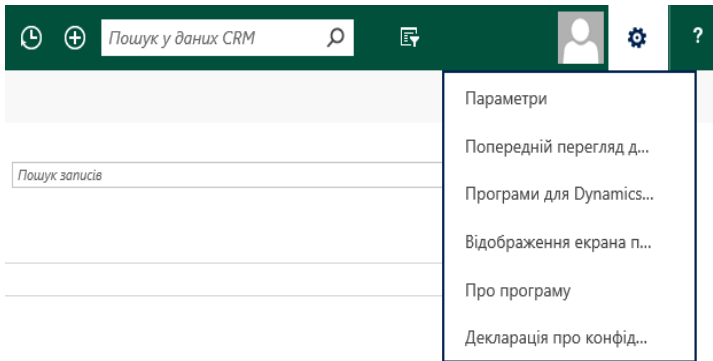 Пошук у даних CRM
?
Параметри
Попередній перегляд д...
Пошук записів
Програми для Dynamics...
Відображення екрана п...
Про програму
Декларація про конфід...